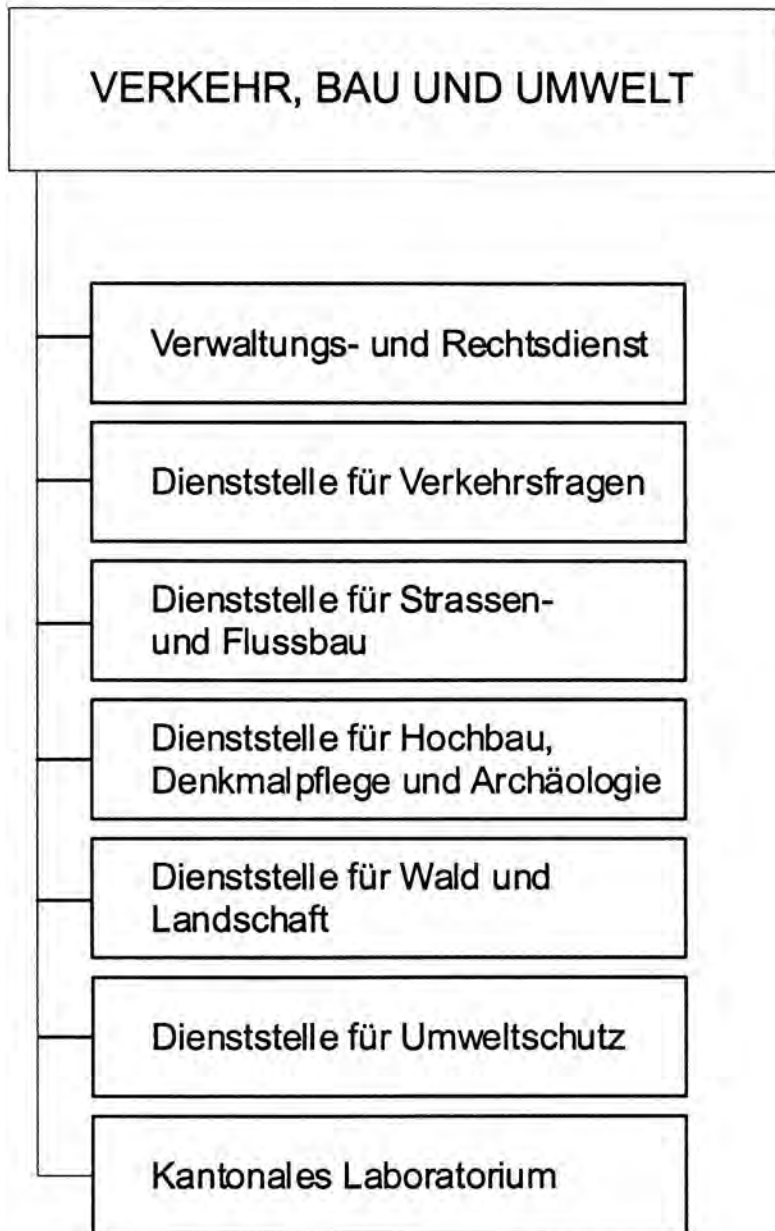 VERKEHR, BAU UND UMWELT
Verwaltungs- und Rechtsdienst
Dienststelle für Verkehrsfragen
Dienststelle für Strassen-
und Flussbau
Dienststelle für Hochbau,
Denkmalpflege und Archäologie
Dienststelle für Wald und
Landschaft
Dienststelle für Umweltschutz
Kantonales Laboratorium